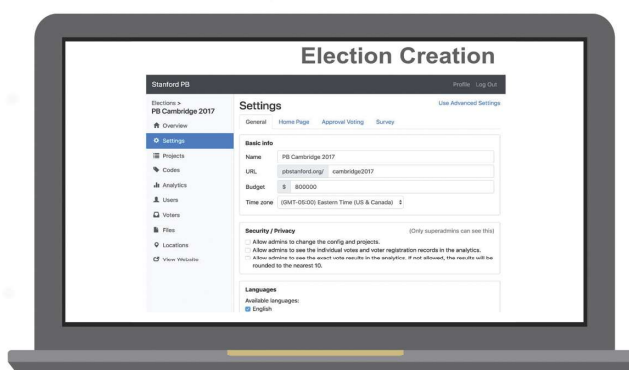 Election Creation
Stanford PB
Profile Log Out
Elections >
PB Cambridge 2017
Overview
Settings
Projects
Codes
Analytics
Users
Voters
Files
Locations
View Website
Settings
Use Advanced Settings
General Home Page Approval Voting Survey
Basic info
Name PB Cambridge 2017
URL pbstanford.org/ cambridge2017
Budget $ 800000
Time zone (GMT-05:00) Eastern Time (US & Canada)
Security / Privacy (Only superadmins can see this)
Allow admins to change the config and projects.
Allow admins to see the individual votes and voter registration records in the analytics.
Allow admins to see the exact vote results in the analytics. If not allowed, the results will be
rounded to the nearest 10.
Languages
Available languages:
English